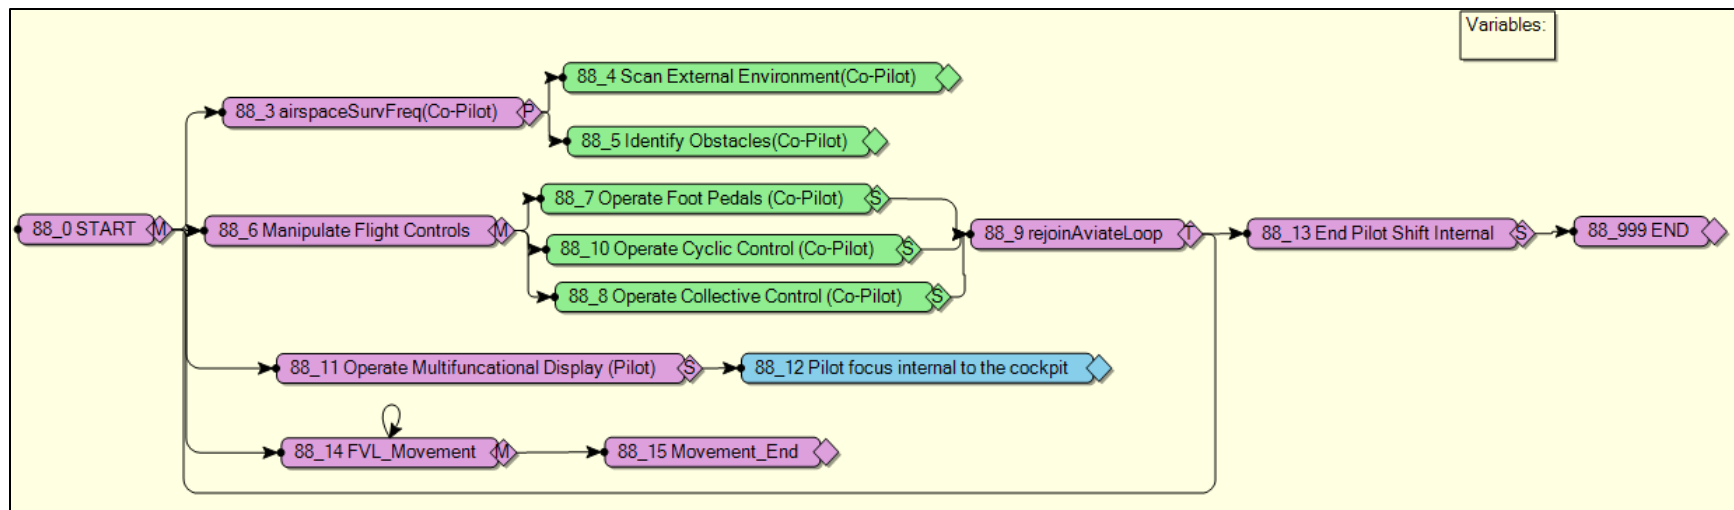 Variables:
88_4 Scan External Environment(Co-Pilot)
88_3 airspaceSurvFreq(Co-Pilot) P
88_5 Identify Obstacles(Co-Pilot)
88_7 Operate Foot Pedals (Co-Pilot) S
88_0 START M
88_6 Manipulate Flight Controls M
88_10 Operate Cyclic Control (Co-Pilot) S
88_8 Operate Collective Control (Co-Pilot) S
88_9 rejoinAviateLoop T
88_13 End Pilot Shift Internal S
88_999 END
88_11 Operate Multifuncational Display (Pilot) S
88_12 Pilot focus internal to the cockpit
88_14 FVL_Movement M
88_15 Movement_End